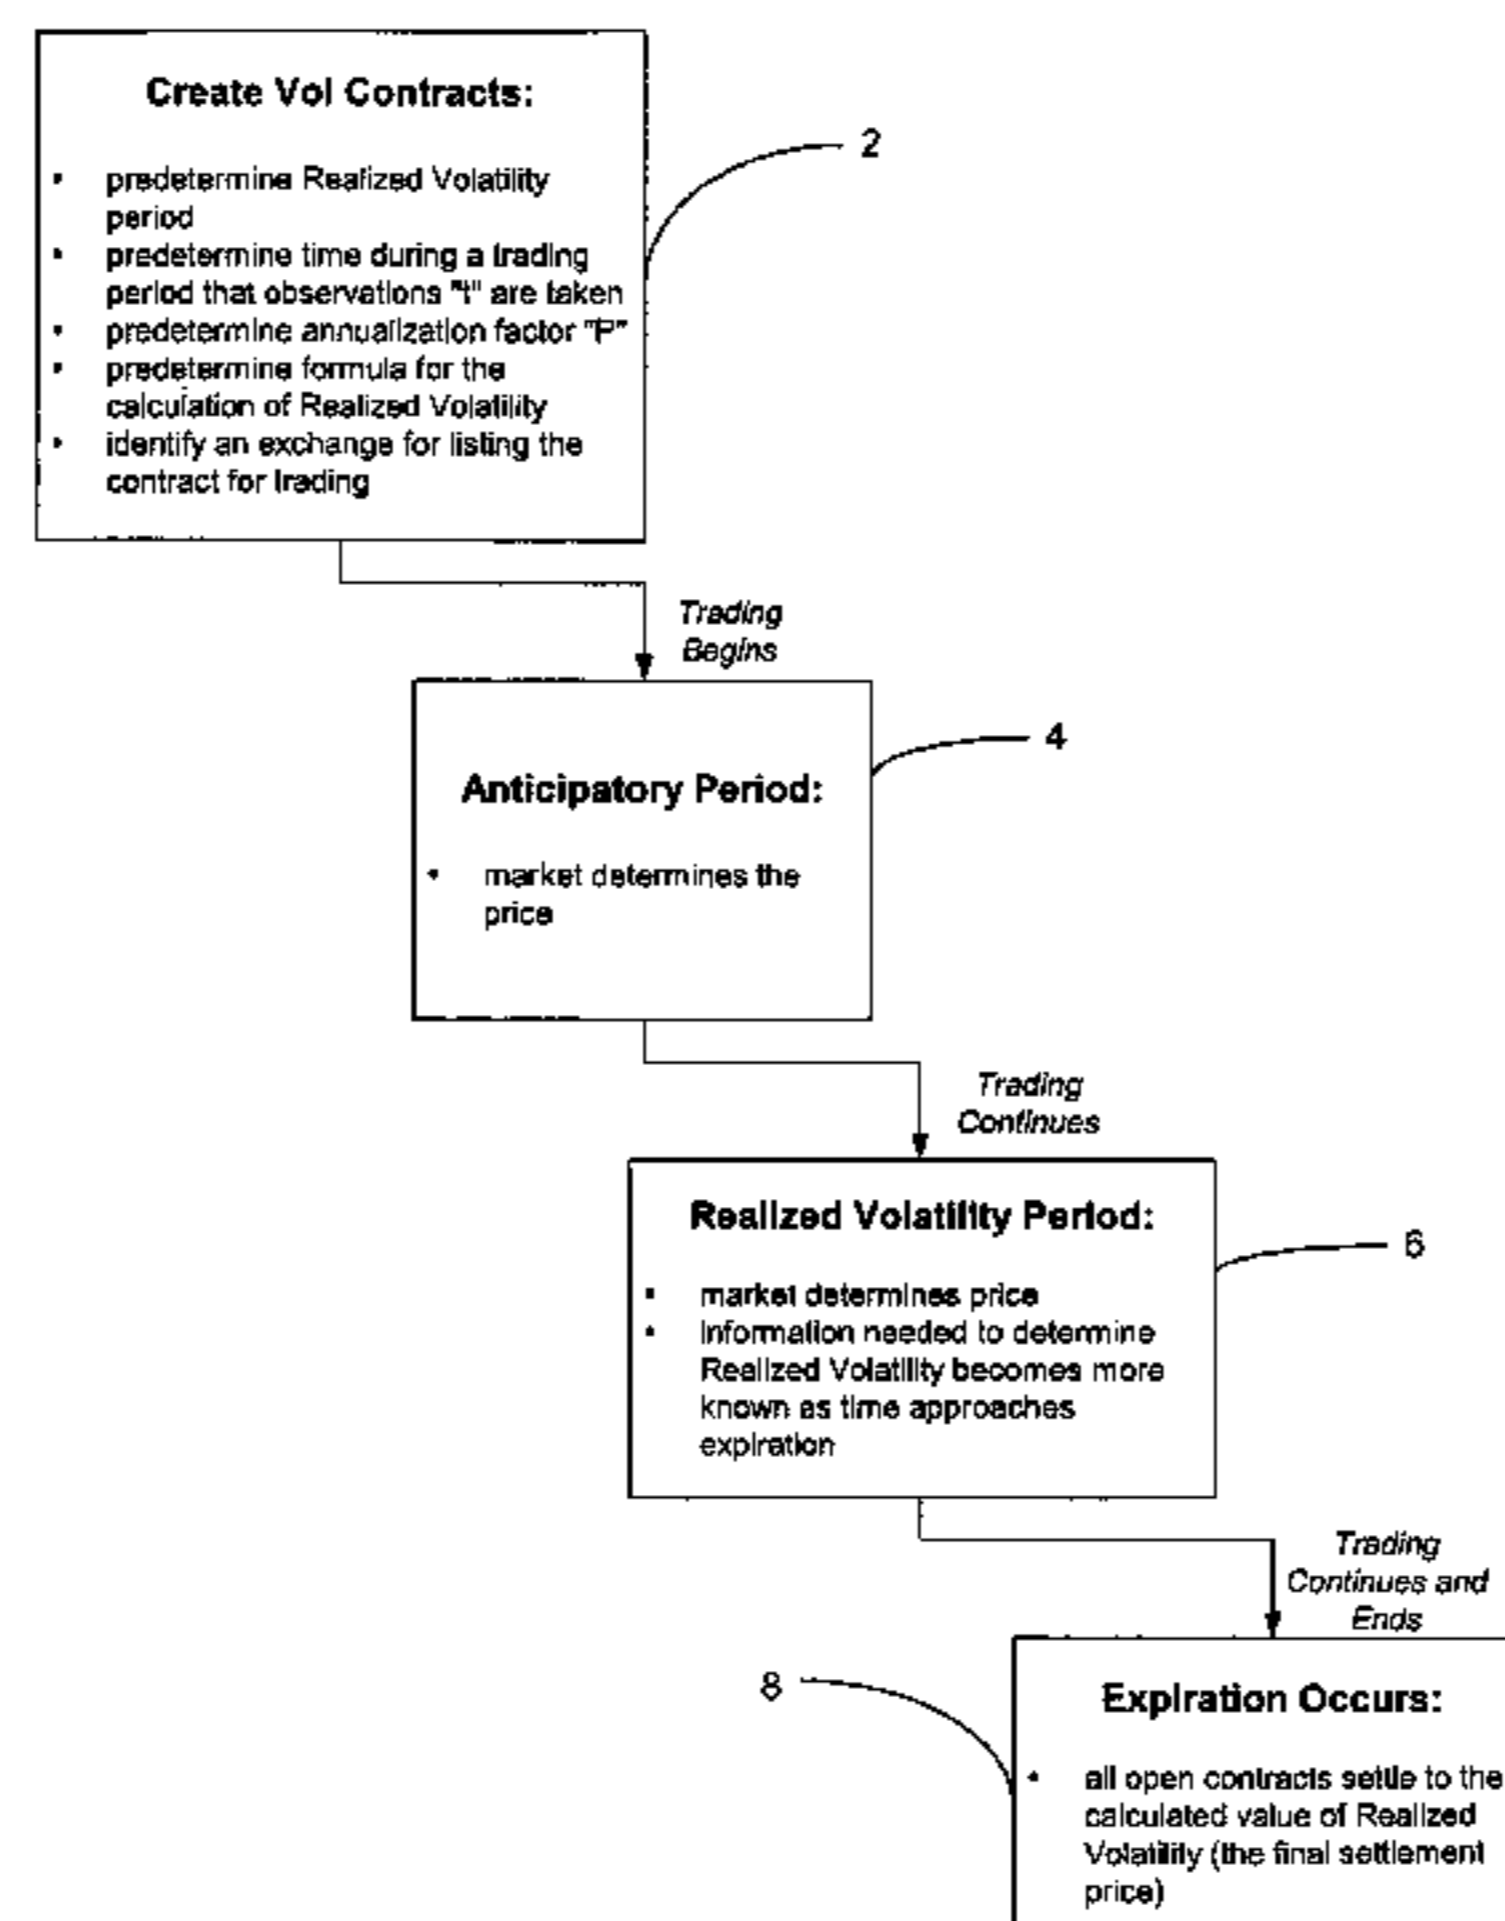 Create Vol Contracts:
• predetermine Realized Volatility
period
• predetermine time during a trading
period that observations "t" are taken
• predetermine annualization factor "P"
• predetermine formula for the
calculation of Realized Volatility
• identify an exchange for listing the
contract for trading
2
Trading
Begins
Anticipatory Period:
• market determines the
price
4
Trading
Continues
Realized Volatility Period:
• market determines price
• Information needed to determine
Realized Volatility becomes more
known as time approaches
expiration
6
Trading
Continues and
Ends
8
Expiration Occurs:
• all open contracts settle to the
calculated value of Realized
Volatility (the final settlement
price)